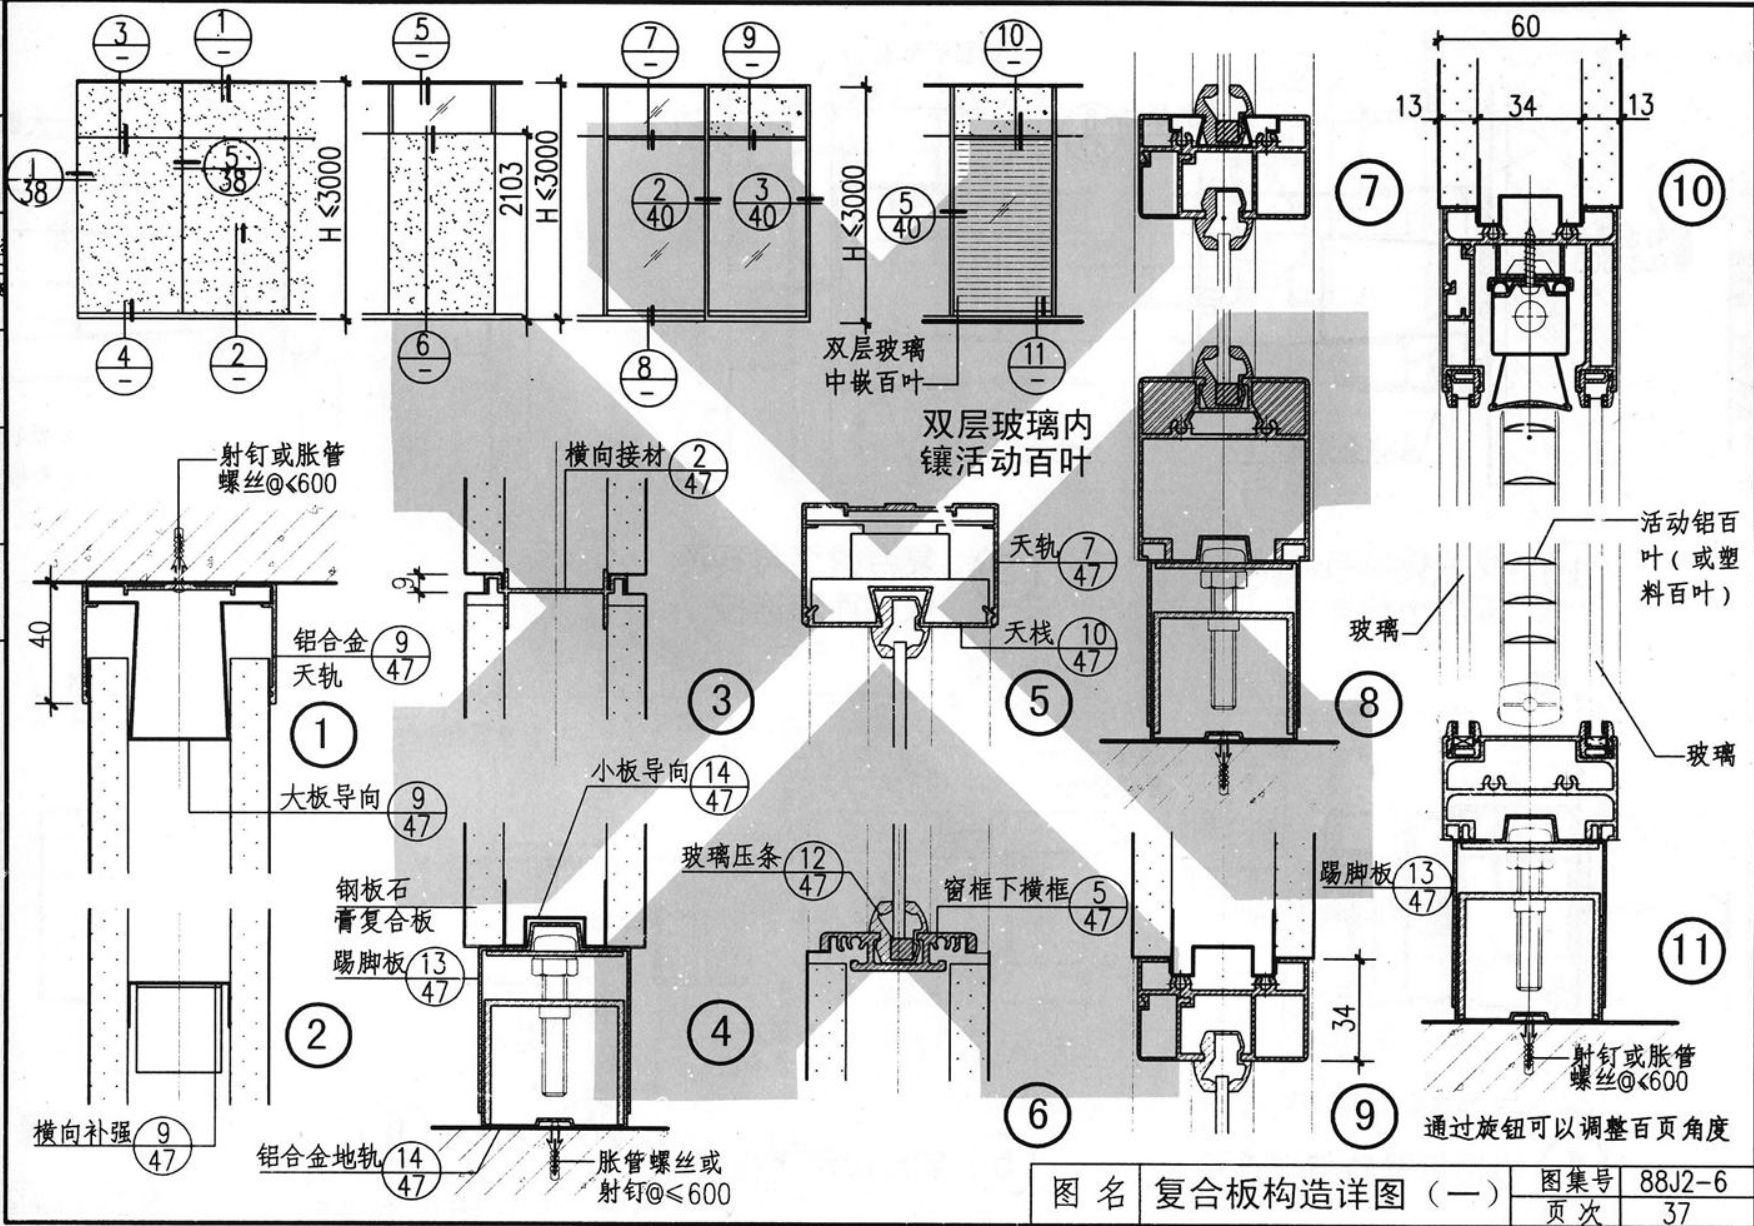 3
—
1
—
5
—
7
—
9
—
10
—
1
38
5
38
H≤3000
4
—
2
—
2103
H≤3000
6
—
2
40
3
40
H≤3000
8
—
5
40
双层玻璃
中嵌百叶
11
—
双层玻璃内
镶活动百叶
60
13
34
13
7
10
射钉或胀管
螺丝@≤600
40
铝合金
天轨
9
47
1
大板导向
9
47
2
横向补强
9
47
横向接材
2
47
9
3
小板导向
14
47
钢板石
膏复合板
踢脚板
13
47
4
铝合金地轨
14
47
胀管螺丝或
射钉@≤600
天轨
7
47
天栈
10
47
5
玻璃压条
12
47
窗框下横框
5
47
6
8
34
9
活动铝百
叶(或塑
料百叶)
玻璃
玻璃
踢脚板
13
47
11
射钉或胀管
螺丝@≤600
通过旋钮可以调整百页角度
图名
复合板构造详图(一)
图集号
88J2-6
页次
37